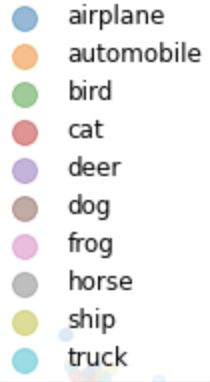 airplane
automobile
bird
cat
deer
dog
frog
horse
ship
truck